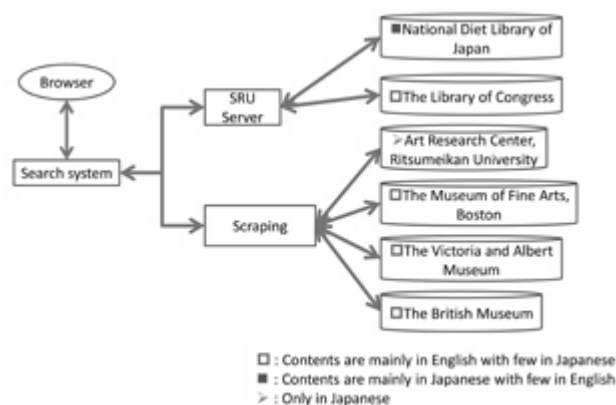 Browser
Search system
SRU
Server
Scraping
■National Diet Library of
Japan
□The Library of Congress
➢Art Research Center,
Ritsumeikan University
□The Museum of Fine Arts,
Boston
□The Victoria and Albert
Museum
□The British Museum
□ : Contents are mainly in English with few in Japanese
■ : Contents are mainly in Japanese with few in English
➢ : Only in Japanese